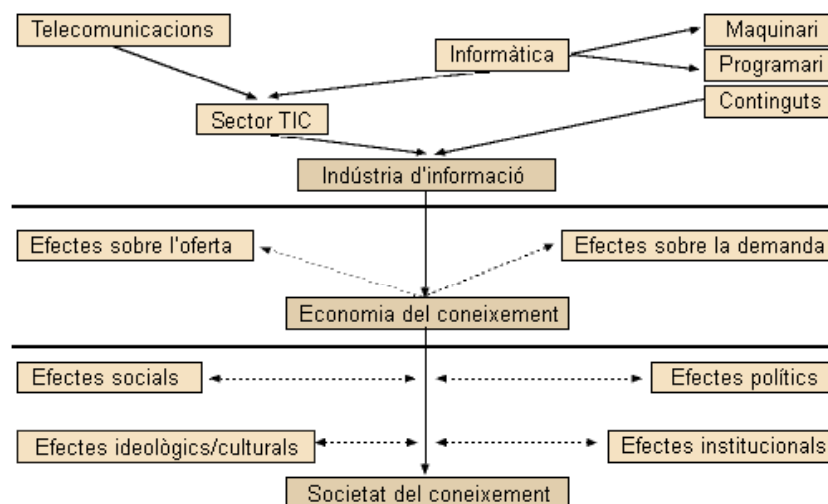 Telecomunicacions
Maquinari
Informàtica
Programari
Continguts
Sector TIC
Indústria d'informació
Efectes sobre l'oferta
Efectes sobre la demanda
Economia del coneixement
Efectes socials
Efectes polítics
Efectes ideològics/culturals
Efectes institucionals
Societat del coneixement